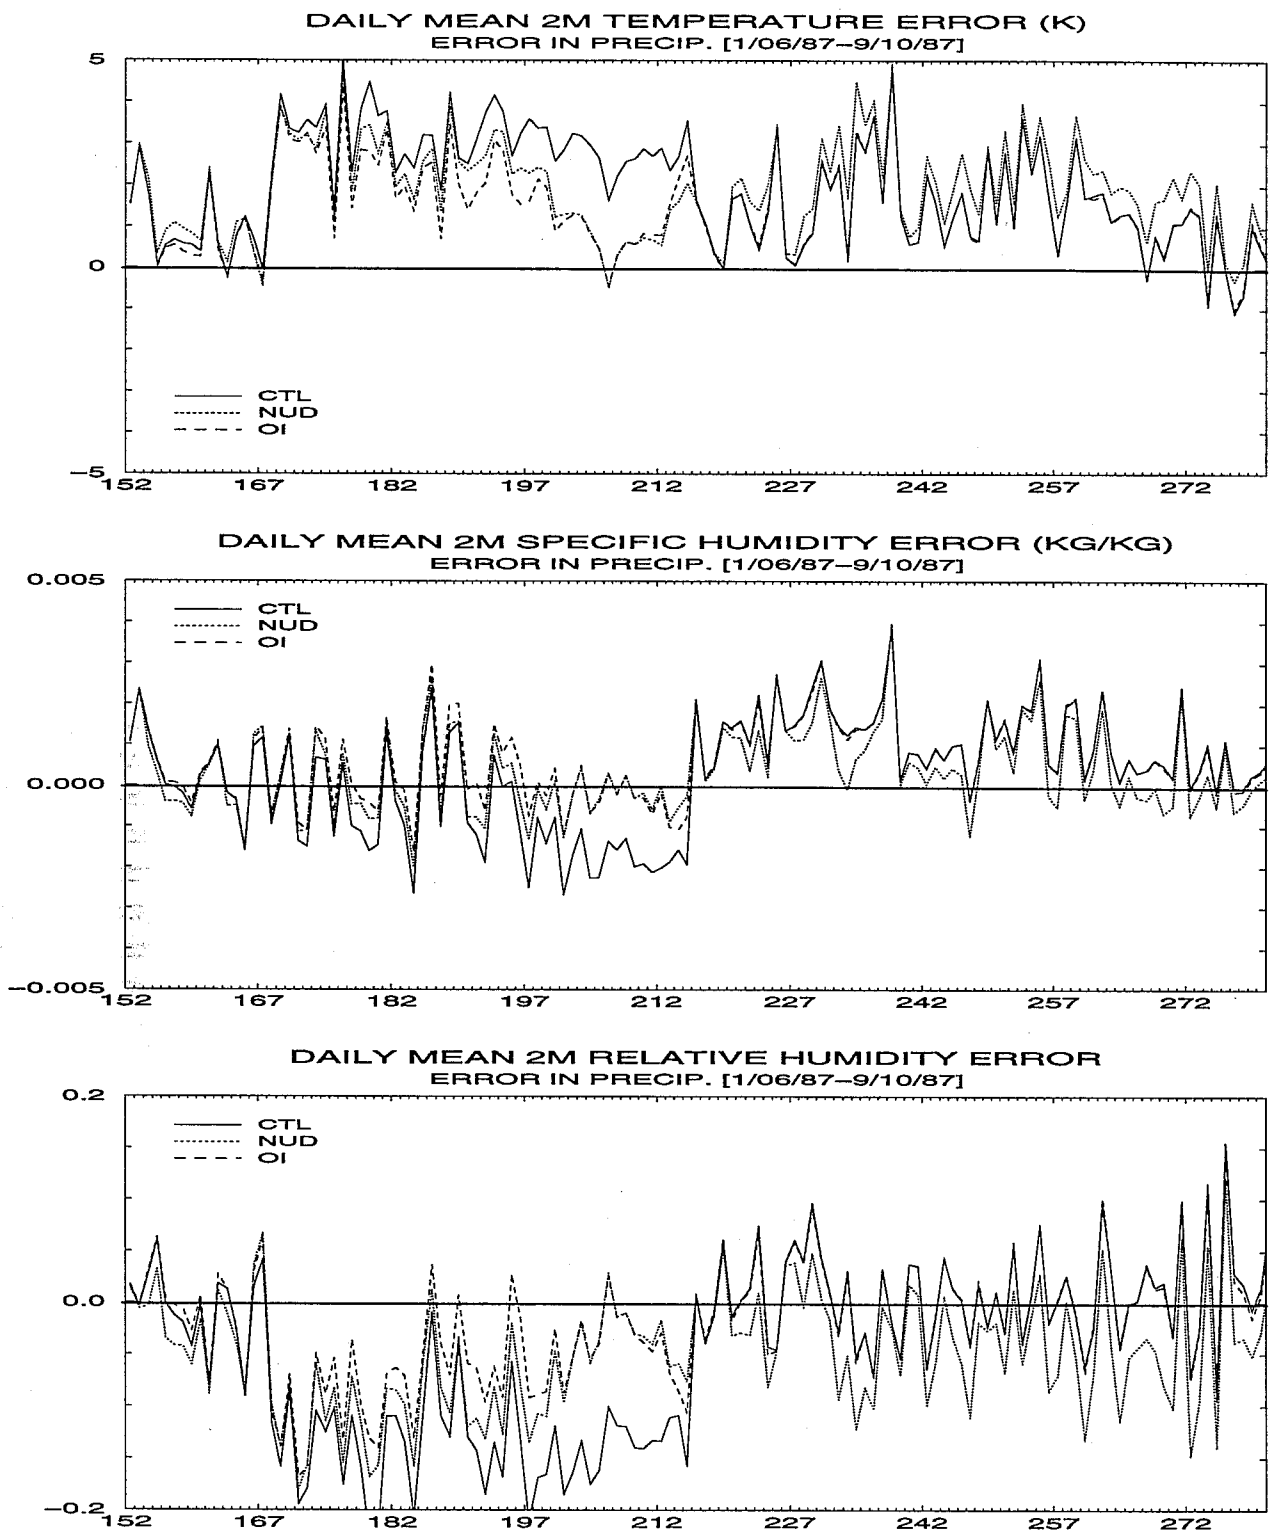 DAILY MEAN 2M TEMPERATURE ERROR (K)
ERROR IN PRECIP. [1/06/87–9/10/87]
5
0
CTL
NUD
OI
−5
152 167 182 197 212 227 242 257 272
DAILY MEAN 2M SPECIFIC HUMIDITY ERROR (KG/KG)
ERROR IN PRECIP. [1/06/87–9/10/87]
0.005
CTL
NUD
OI
0.000
−0.005
152 167 182 197 212 227 242 257 272
DAILY MEAN 2M RELATIVE HUMIDITY ERROR
ERROR IN PRECIP. [1/06/87–9/10/87]
0.2
CTL
NUD
OI
0.0
−0.2
152 167 182 197 212 227 242 257 272